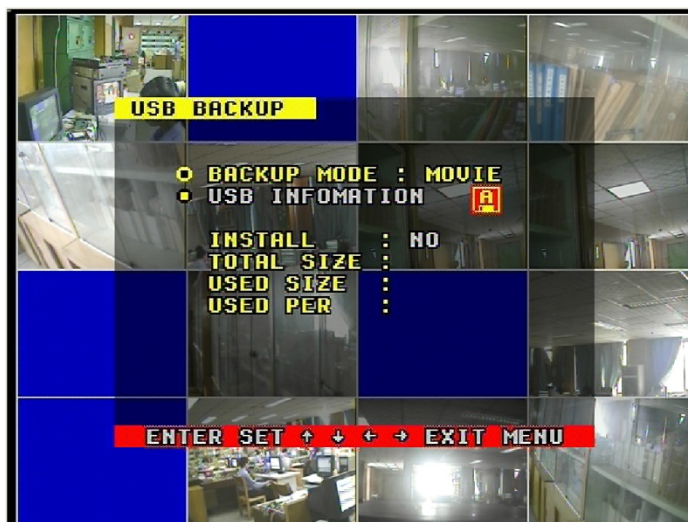 USB BACKUP
BACKUP MODE : MOVIE
USB INFOMATION A
INSTALL : NO
TOTAL SIZE :
USED SIZE :
USED PER :
ENTER SET ↑ ↓ ← → EXIT MENU